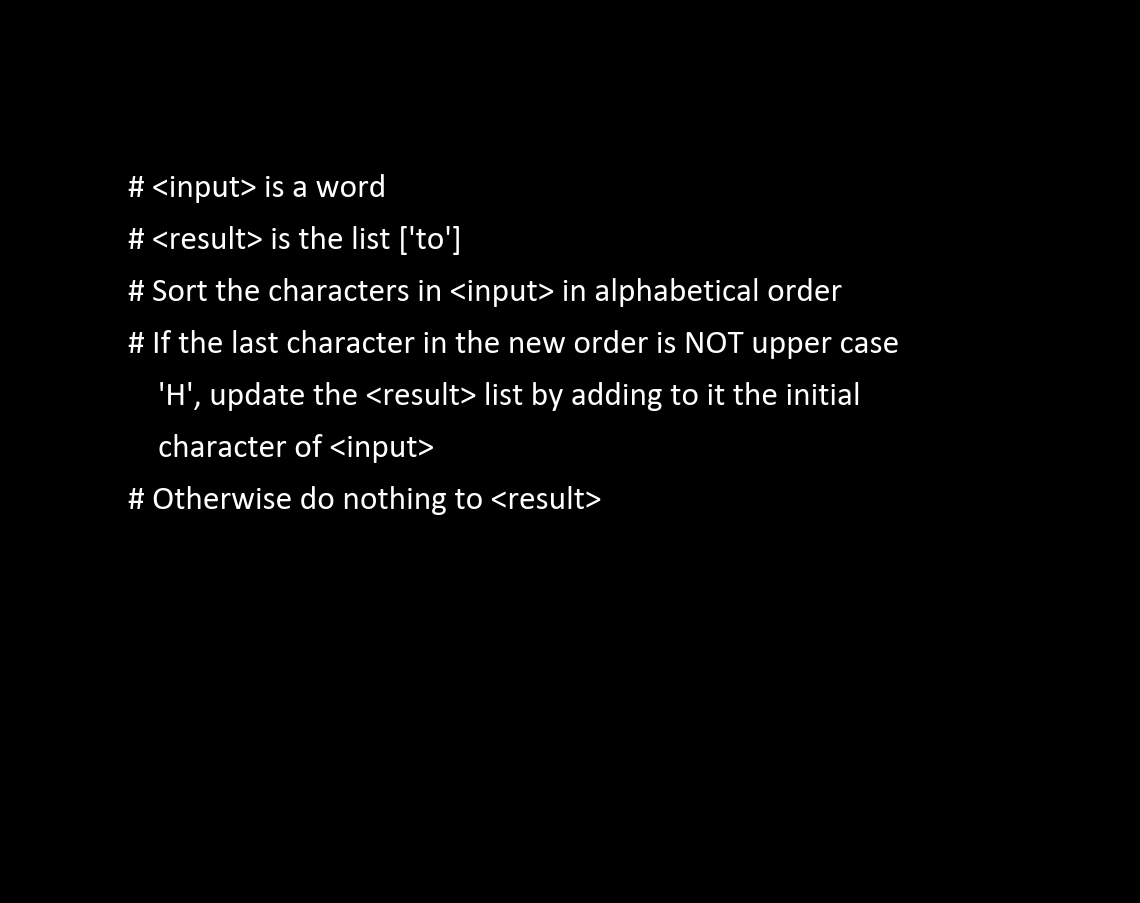 # <input> is a word
# <result> is the list ['to']
# Sort the characters in <input> in alphabetical order
# If the last character in the new order is NOT upper case
'H', update the <result> list by adding to it the initial
character of <input>
# Otherwise do nothing to <result>